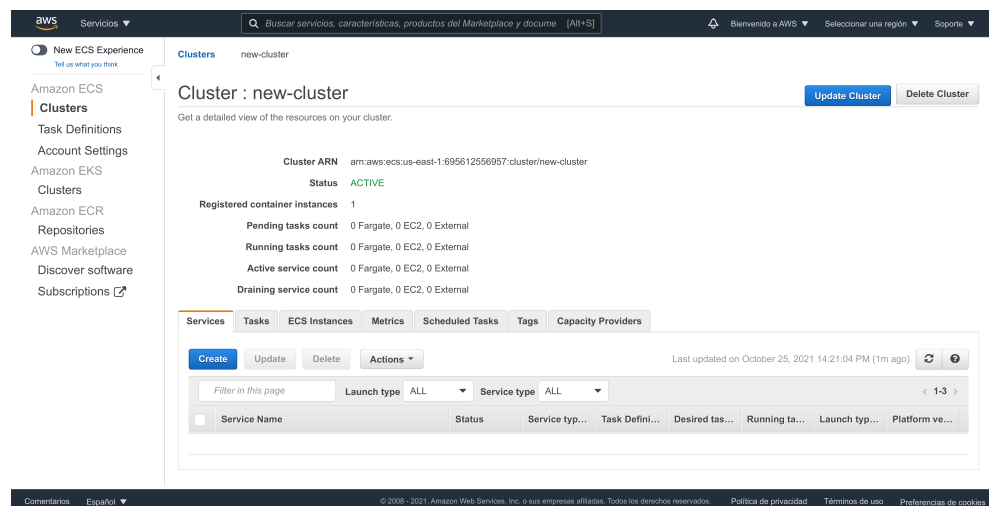 aws Servicios ▼ Buscar servicios, características, productos del Marketplace y docume [Alt+S] Bienvenido a AWS ▼ Seleccionar una región ▼ Soporte ▼
New ECS Experience
Tell us what you think
Amazon ECS
Clusters
Task Definitions
Account Settings
Amazon EKS
Clusters
Amazon ECR
Repositories
AWS Marketplace
Discover software
Subscriptions
Clusters new-cluster
Cluster : new-cluster
Update Cluster Delete Cluster
Get a detailed view of the resources on your cluster.
Cluster ARN arn:aws:ecs:us-east-1:695612556957:cluster/new-cluster
Status ACTIVE
Registered container instances 1
Pending tasks count 0 Fargate, 0 EC2, 0 External
Running tasks count 0 Fargate, 0 EC2, 0 External
Active service count 0 Fargate, 0 EC2, 0 External
Draining service count 0 Fargate, 0 EC2, 0 External
Services Tasks ECS Instances Metrics Scheduled Tasks Tags Capacity Providers
Create Update Delete Actions Last updated on October 25, 2021 14:21:04 PM (1m ago)
Filter in this page Launch type ALL Service type ALL < 1-3 >
Service Name Status Service typ... Task Defini... Desired tas... Running ta... Launch typ... Platform ve...
Comentarios Español ▼ © 2008 - 2021, Amazon Web Services, Inc. o sus empresas afiliadas. Todos los derechos reservados. Política de privacidad Términos de uso Preferencias de cookies